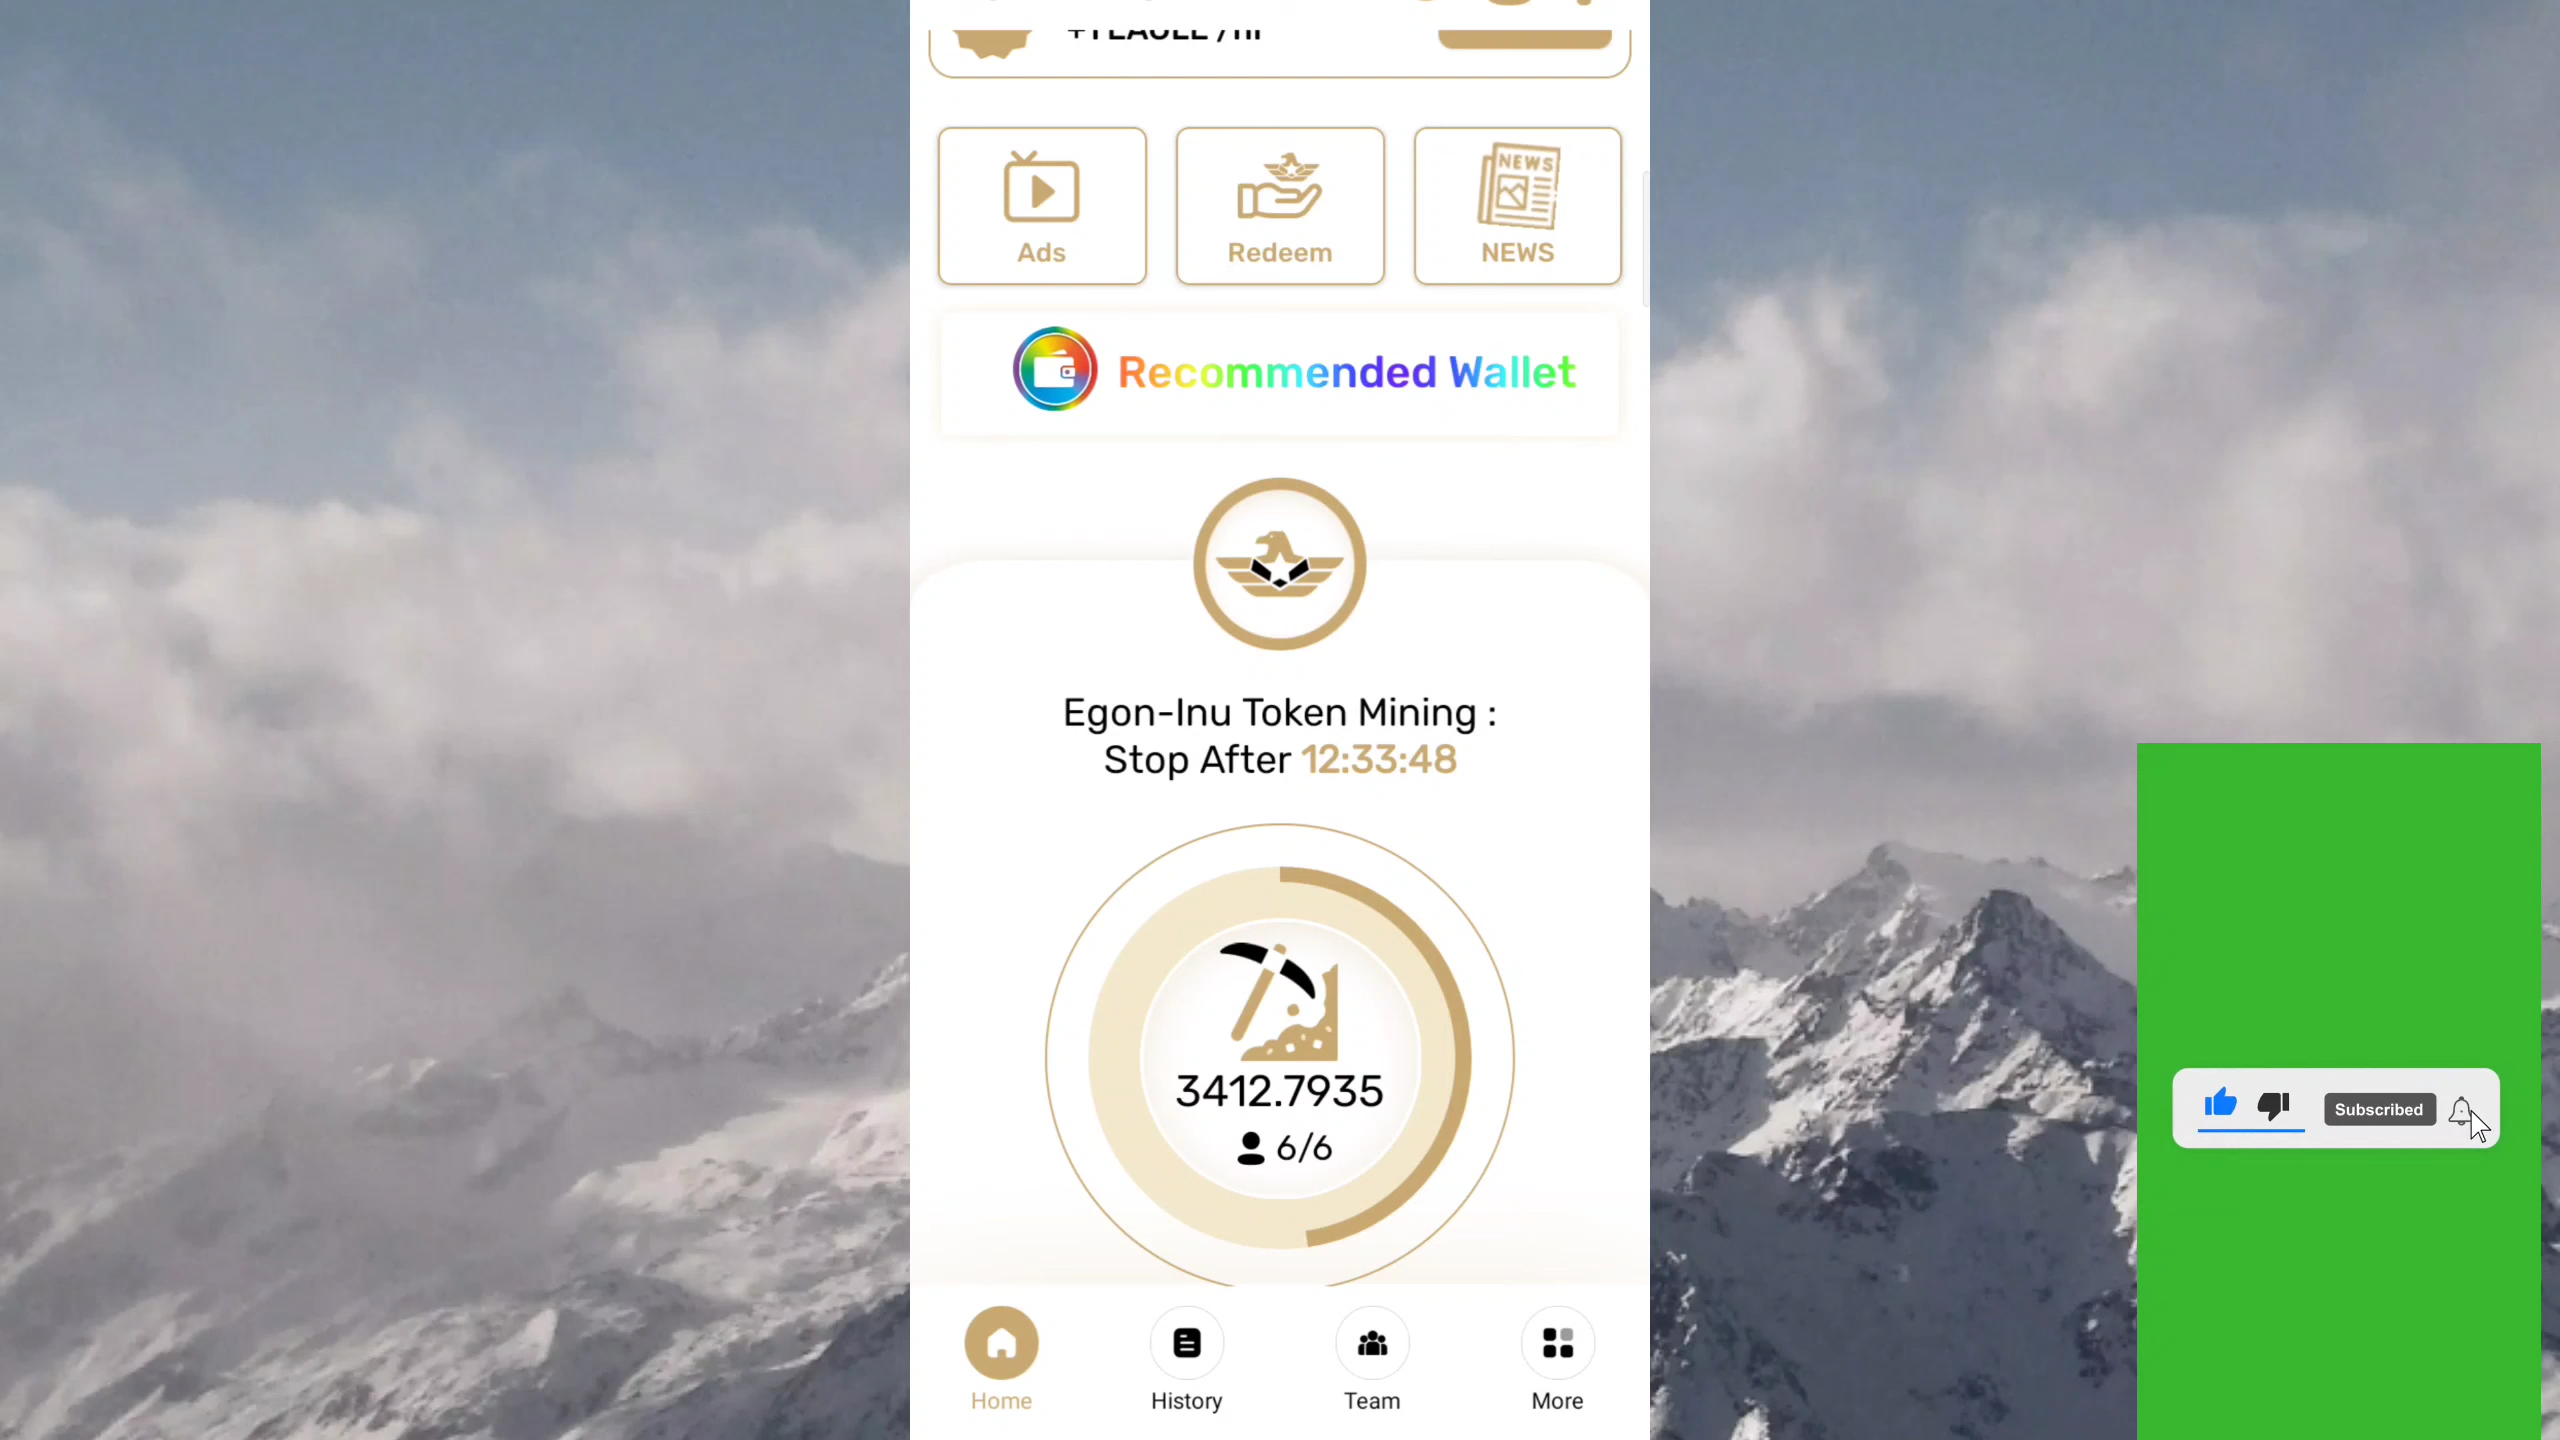 /hr
Ads
Redeem
NEWS
NEWS
Recommended Wallet
Egon-Inu Token Mining :
Stop After 12:33:48
3412.7935
6/6
Subscribed
Home
History
Team
More